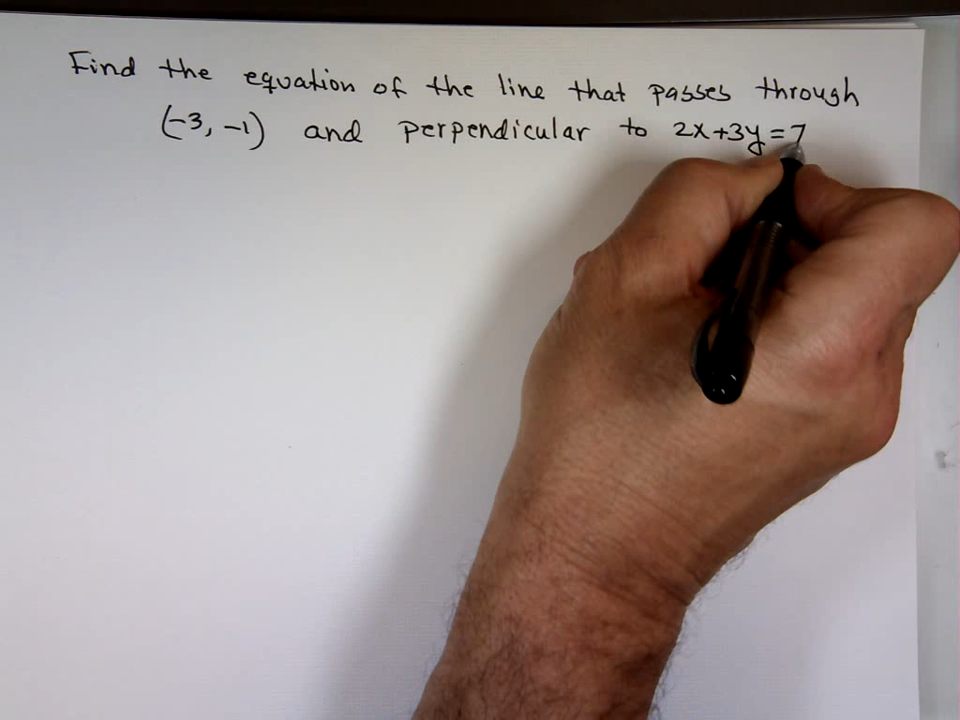 Find the equation of the line that passes through
(-3, -1) and perpendicular to 2x+3y=7